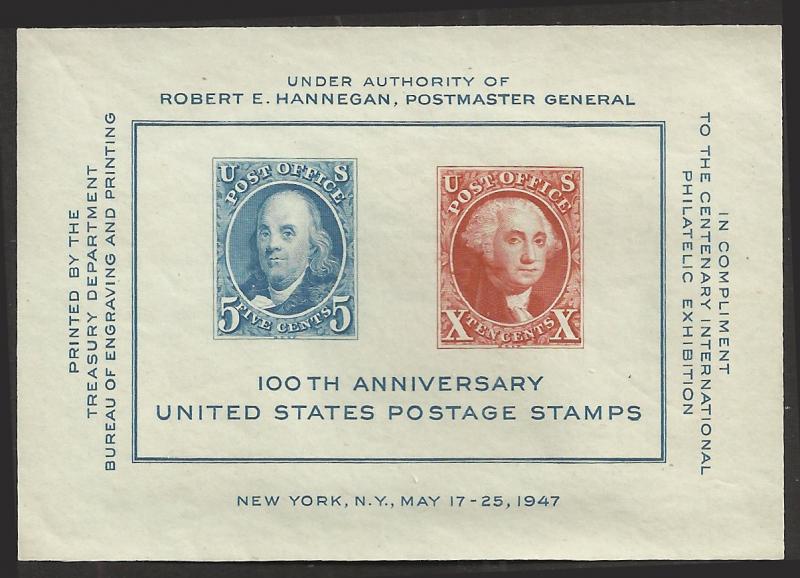 UNDER AUTHORITY OF
ROBERT E. HANNEGAN, POSTMASTER GENERAL
PRINTED BY THE
TREASURY DEPARTMENT
BUREAU OF ENGRAVING AND PRINTING
U S
POST OFFICE
5 FIVE CENTS 5
U S
POST OFFICE
X TEN CENTS X
100TH ANNIVERSARY
UNITED STATES POSTAGE STAMPS
IN COMPLIMENT
TO THE CENTENARY INTERNATIONAL
PHILATELIC EXHIBITION
NEW YORK, N.Y., MAY 17-25, 1947